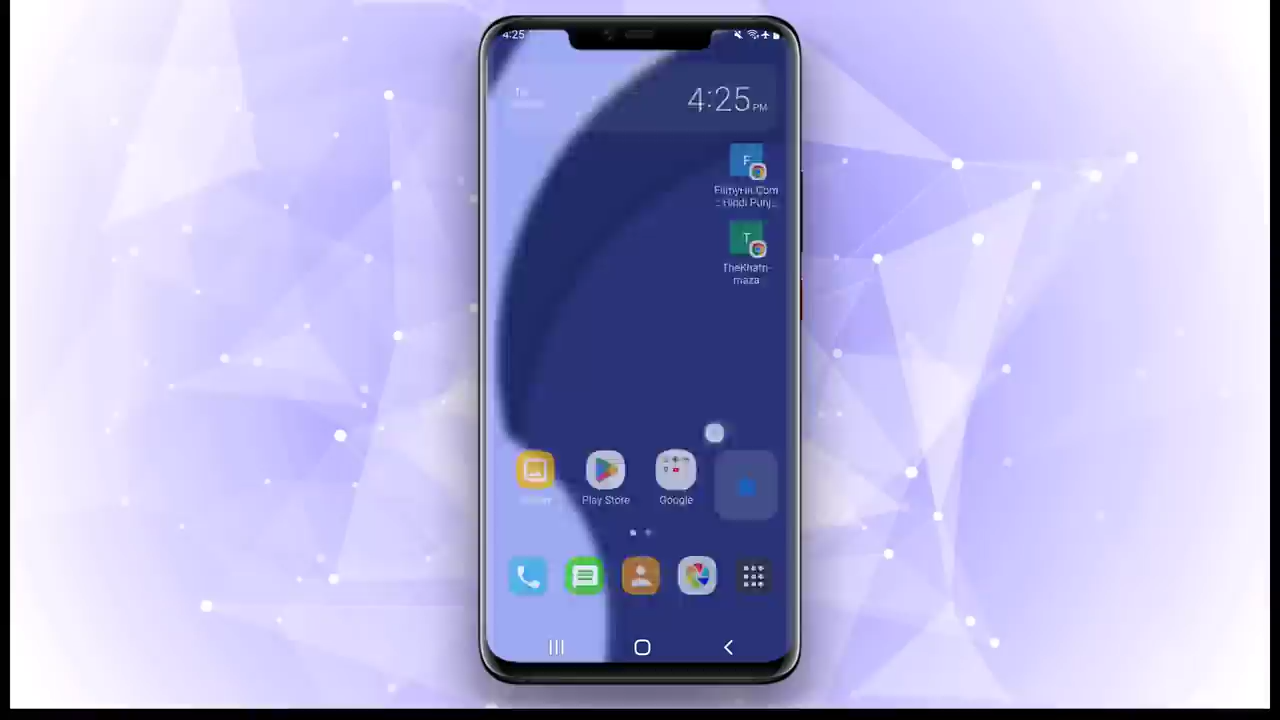 4:25
4:25 PM
F
FilmyHit.Com
:: Hindi Punj...
T
TheKhatri-
maza
Play Store
Google